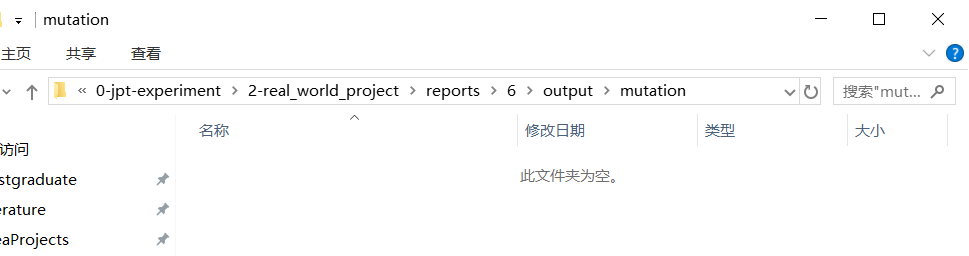 mutation
主页 共享 查看
« 0-jpt-experiment > 2-real_world_project > reports > 6 > output > mutation 搜索"mut...
名称 修改日期 类型 大小
访问
此文件夹为空。
stgraduate
erature
eaProjects